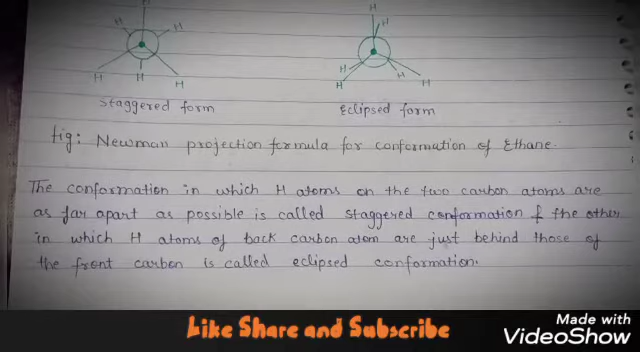 H
H H
H H H
Staggered form
H
H
H H
H H
Eclipsed form
fig: Newman projection formula for conformation of Ethane.
The conformation in which H atoms on the two carbon atoms are
as far apart as possible is called staggered conformation & the other
in which H atoms of back carbon atom are just behind those of
the front carbon is called eclipsed conformation.
Like Share and Subscribe
Made with
VideoShow